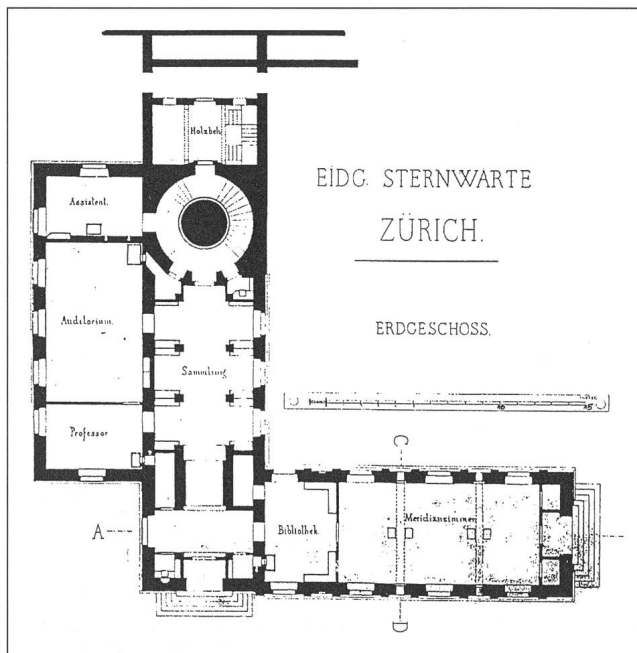 Holzbeh.
EIDG. STERNWARTE
ZÜRICH.
ERDGESCHOSS.
Assistent.
Auditorium.
Sammlung
10
15
Professor
C
A
Bibliothek.
Meridianzimmer
D